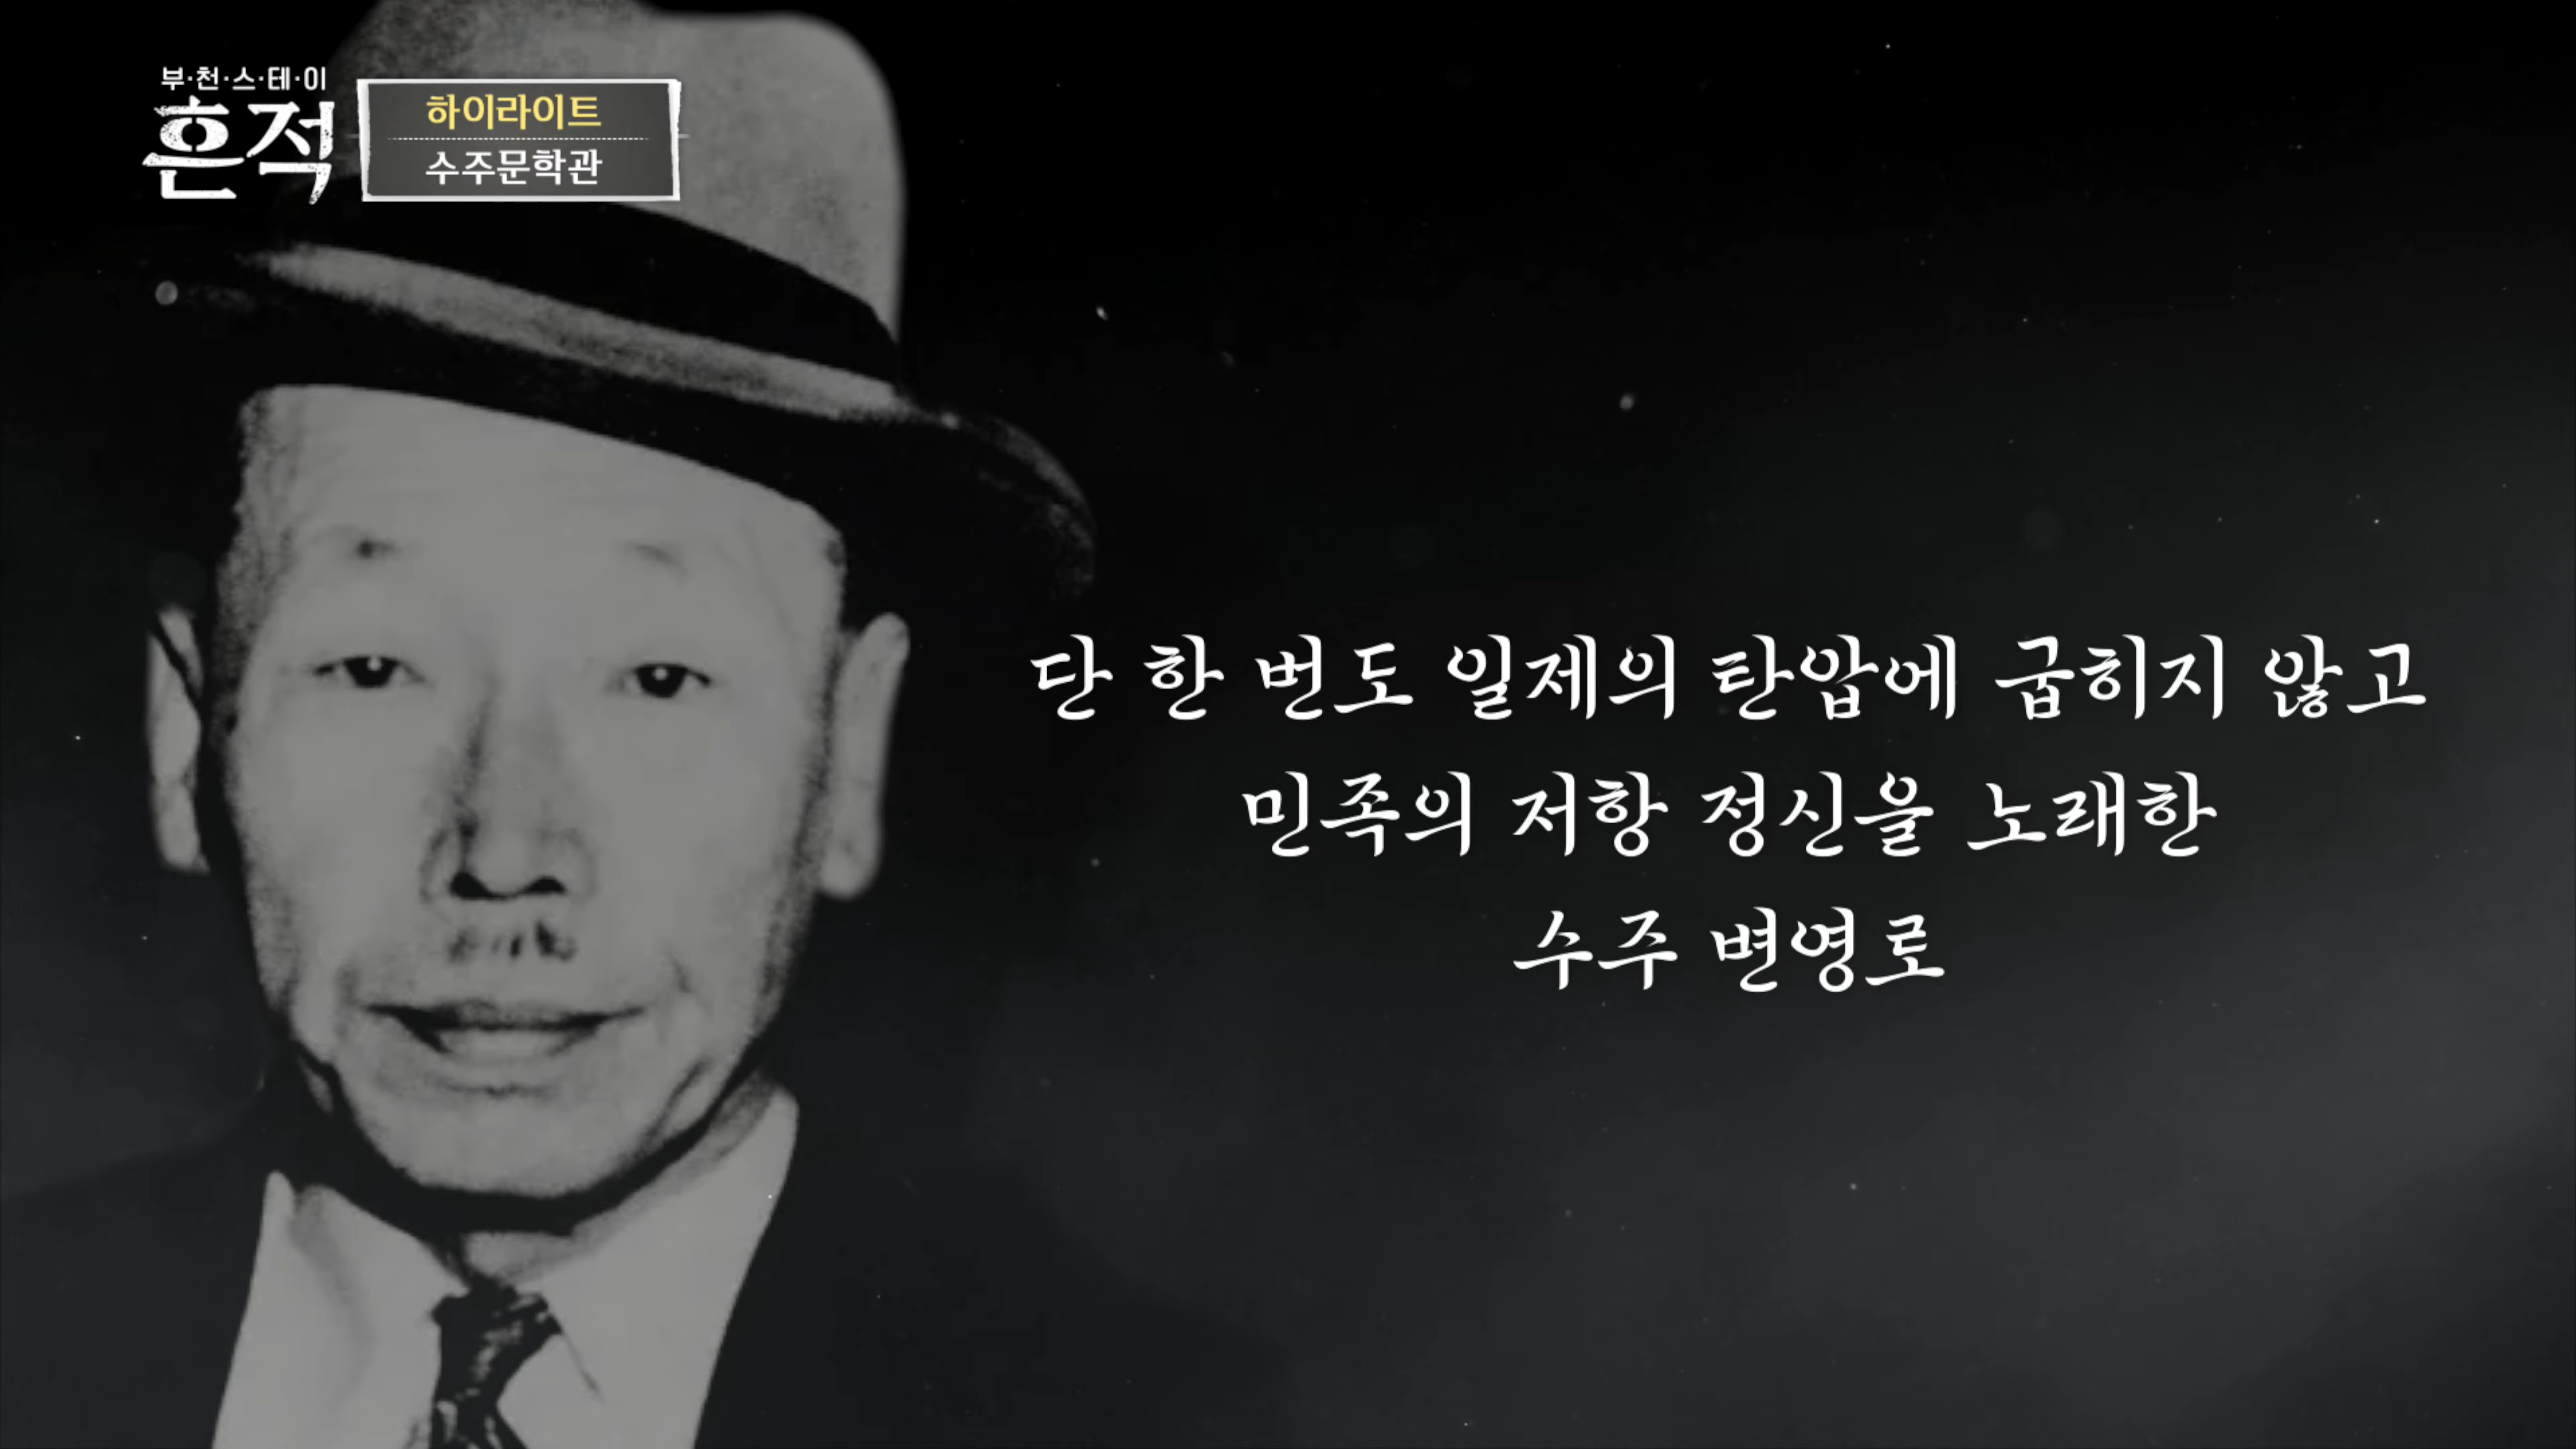 부·천·스·테·이
흔적
하이라이트
수주문학관
단 한 번도 일제의 탄압에 굽히지 않고
민족의 저항 정신을 노래한
수주 변영로